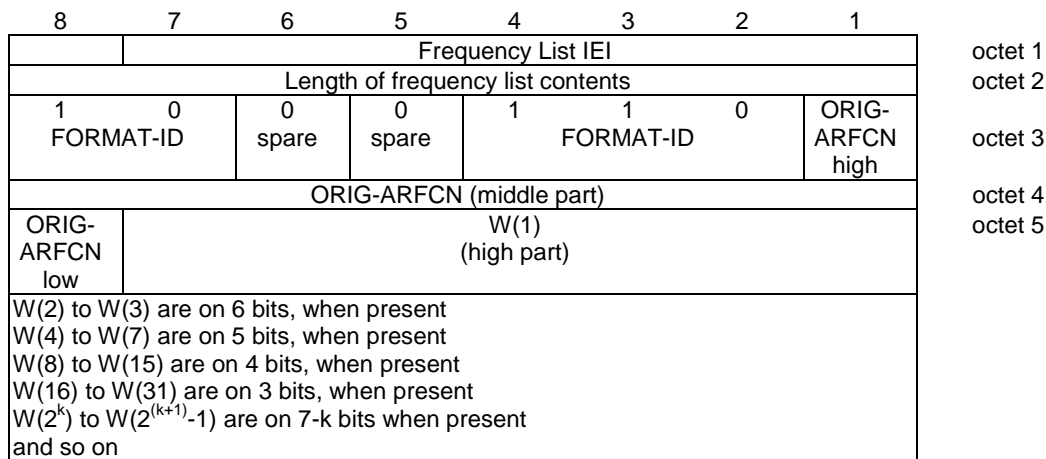 8 7 6 5 4 3 2 1
Frequency List IEI octet 1
Length of frequency list contents octet 2
1 0 0 0 1 1 0 ORIG-
FORMAT-ID spare spare FORMAT-ID ARFCN octet 3
high
ORIG-ARFCN (middle part) octet 4
ORIG- W(1) octet 5
ARFCN (high part)
low
W(2) to W(3) are on 6 bits, when present
W(4) to W(7) are on 5 bits, when present
W(8) to W(15) are on 4 bits, when present
W(16) to W(31) are on 3 bits, when present
W(2^k) to W(2^(k+1)-1) are on 7-k bits when present
and so on